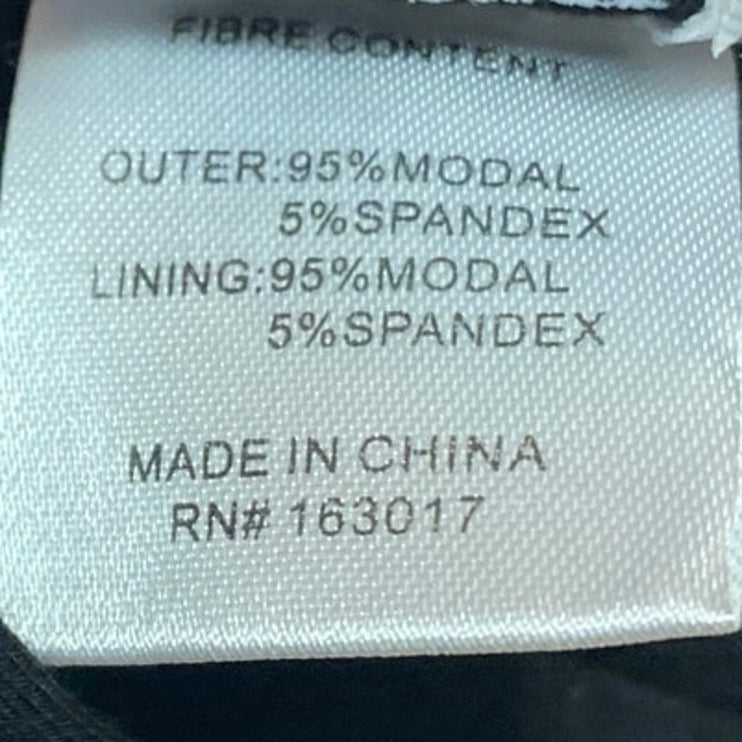 FIBRE CONTENT
OUTER:95%MODAL
5%SPANDEX
LINING:95%MODAL
5%SPANDEX
MADE IN CHINA
RN# 163017